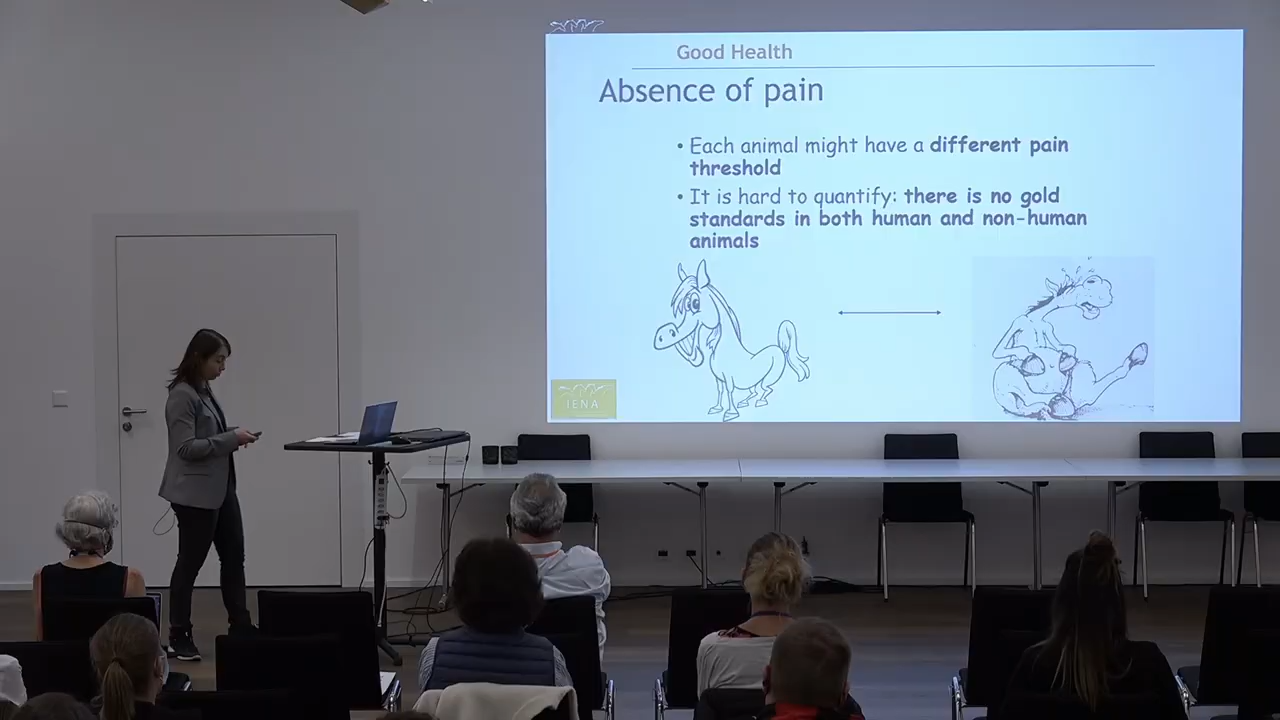 Good Health
Absence of pain
• Each animal might have a different pain
threshold
• It is hard to quantify: there is no gold
standards in both human and non-human
animals
IENA